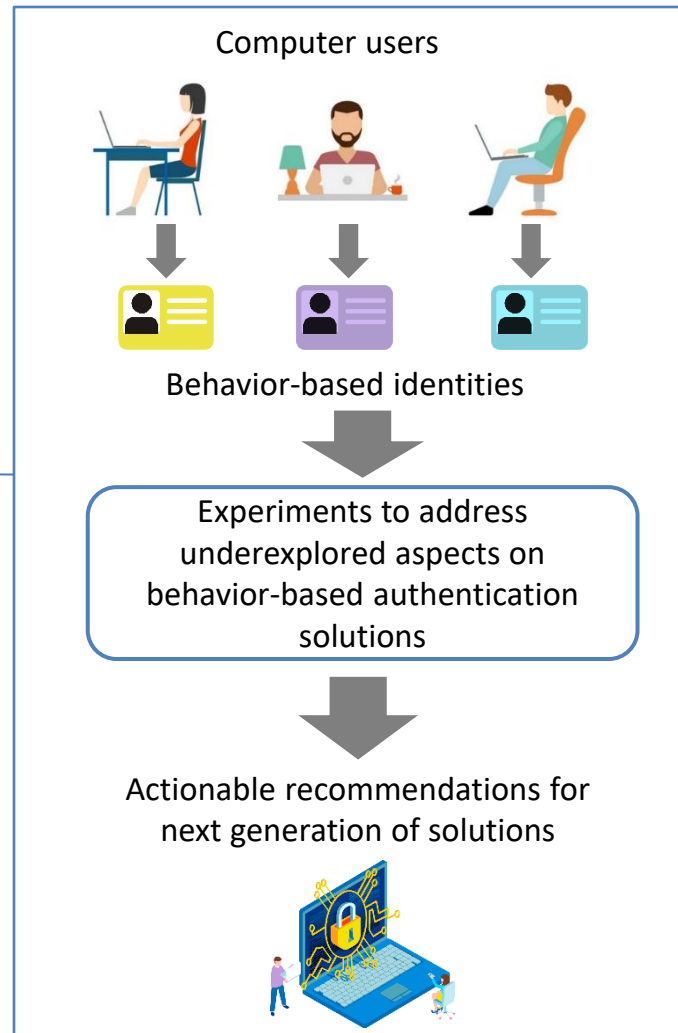 Computer users
Behavior-based identities
Experiments to address
underexplored aspects on
behavior-based authentication
solutions
Actionable recommendations for
next generation of solutions